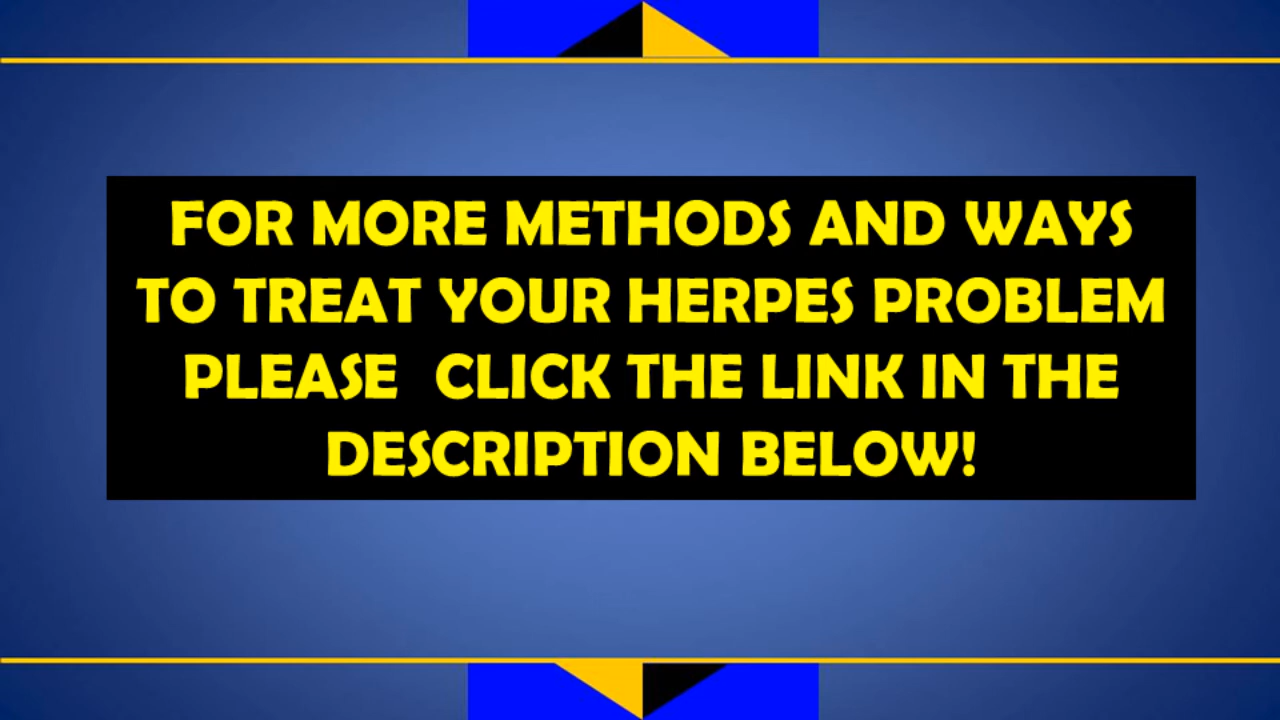 FOR MORE METHODS AND WAYS
TO TREAT YOUR HERPES PROBLEM
PLEASE  CLICK THE LINK IN THE
DESCRIPTION BELOW!